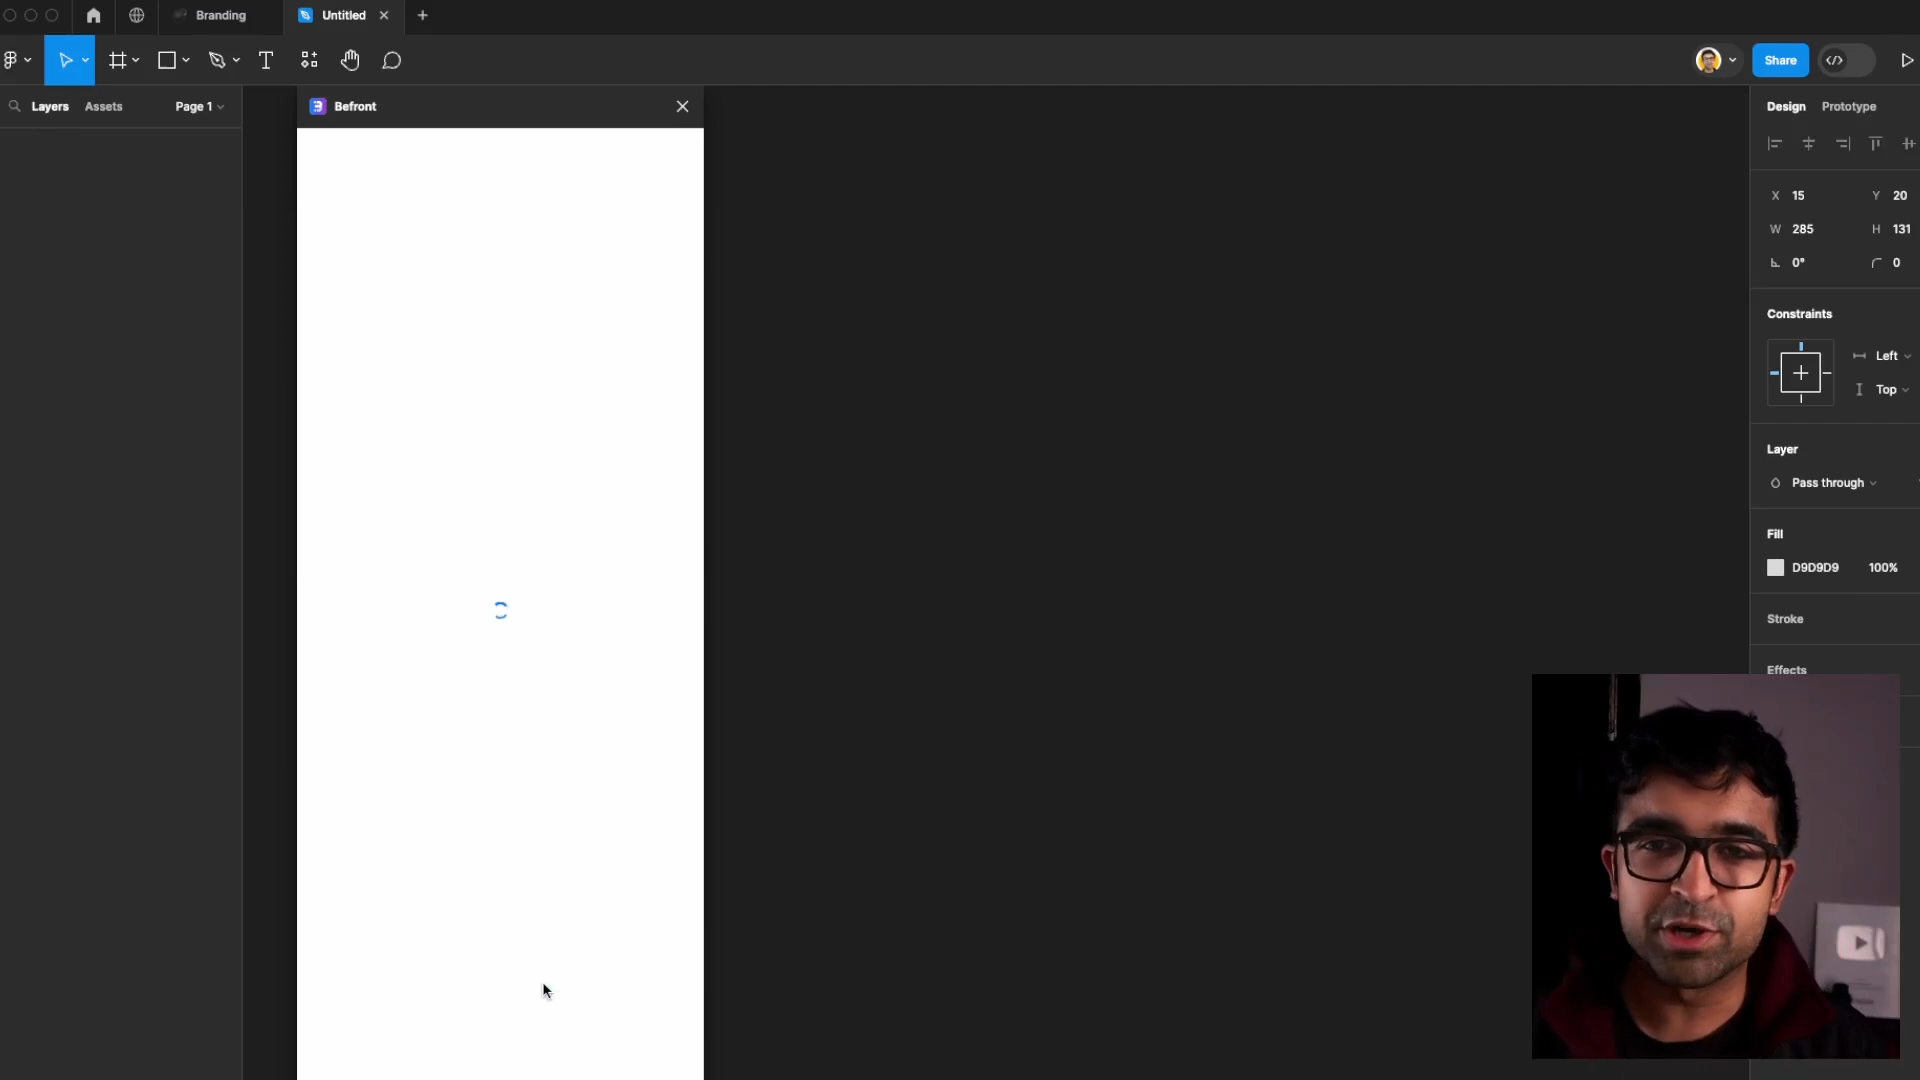 Branding
Untitled
Share
Layers
Assets
Page 1
Befront
Design
Prototype
X 15
Y 20
W 285
H 131
0°
0
Constraints
Left
Top
Layer
Pass through
Fill
D9D9D9 100%
Stroke
Effects